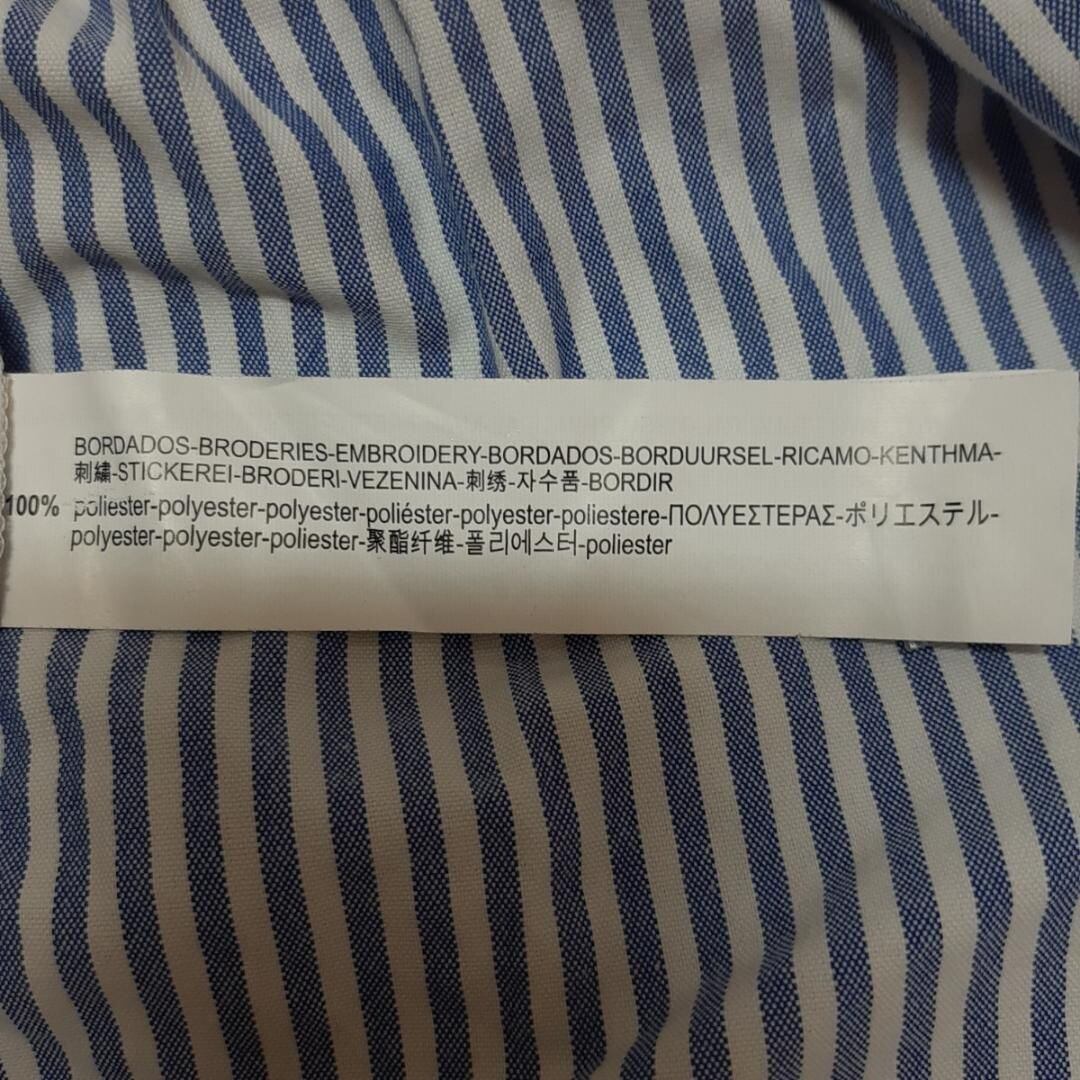 BORDADOS-BRODERIES-EMBROIDERY-BORDADOS-BORDUURSEL-RICAMO-KENTHMA-
刺繍-STICKEREI-BRODERI-VEZENINA-刺绣-자수품-BORDIR
100% poliester-polyester-polyester-poliéster-polyester-poliestere-ΠΟΛΥΕΣΤΕΡΑΣ-ポリエステル-
polyester-polyester-poliester-聚酯纤维-폴리에스터-poliester